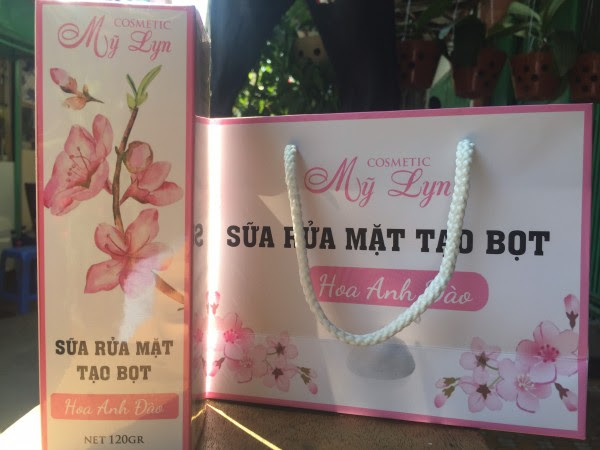 COSMETIC
Mỹ Lyn
SỮA RỬA MẶT
TẠO BỌT
Hoa Anh Đào
NET 120GR
COSMETIC
Mỹ Lyn
SỮA RỬA MẶT TẠO BỌT
Hoa Anh Đào